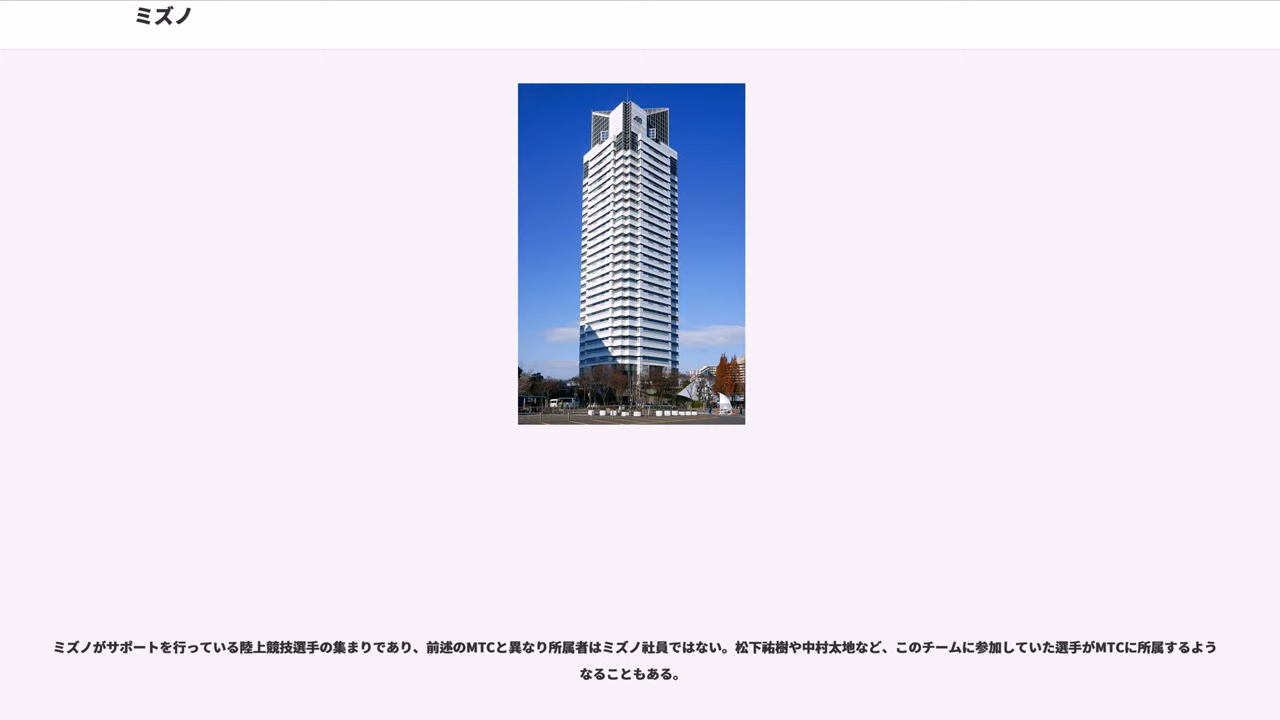 ミズノ
ミズノがサポートを行っている陸上競技選手の集まりであり、前述のMTCと異なり所属者はミズノ社員ではない。松下祐樹や中村太地など、このチームに参加していた選手がMTCに所属するよう
なることもある。